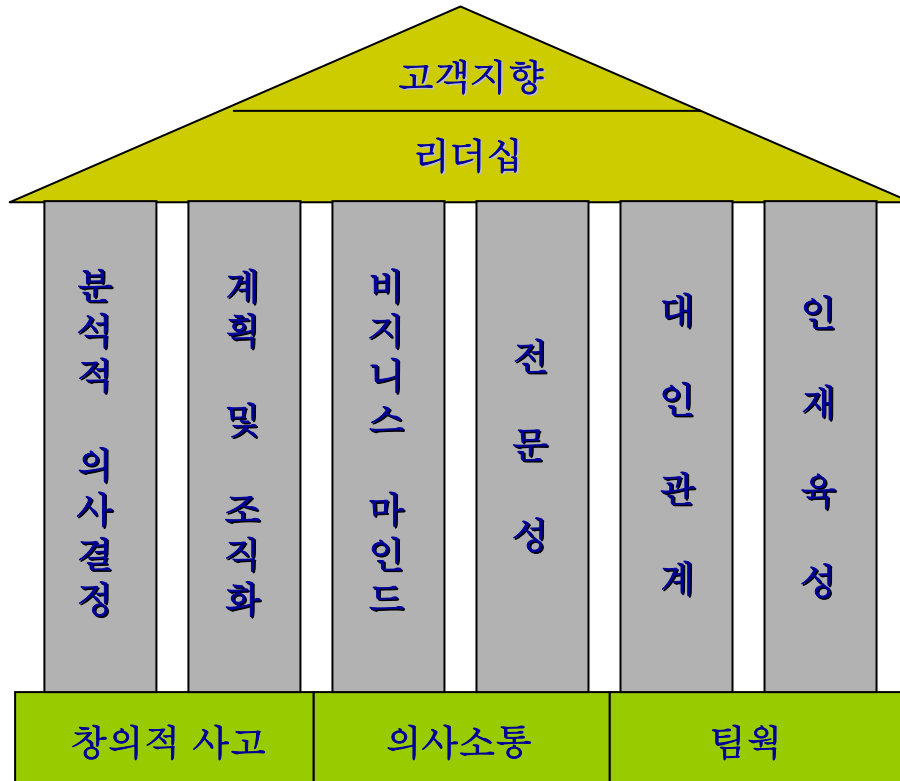 고객지향
리더십
분석적 의사결정
계획 및 조직화
비지니스 마인드
전문성
대인관계
인재육성
창의적 사고
의사소통
팀웍